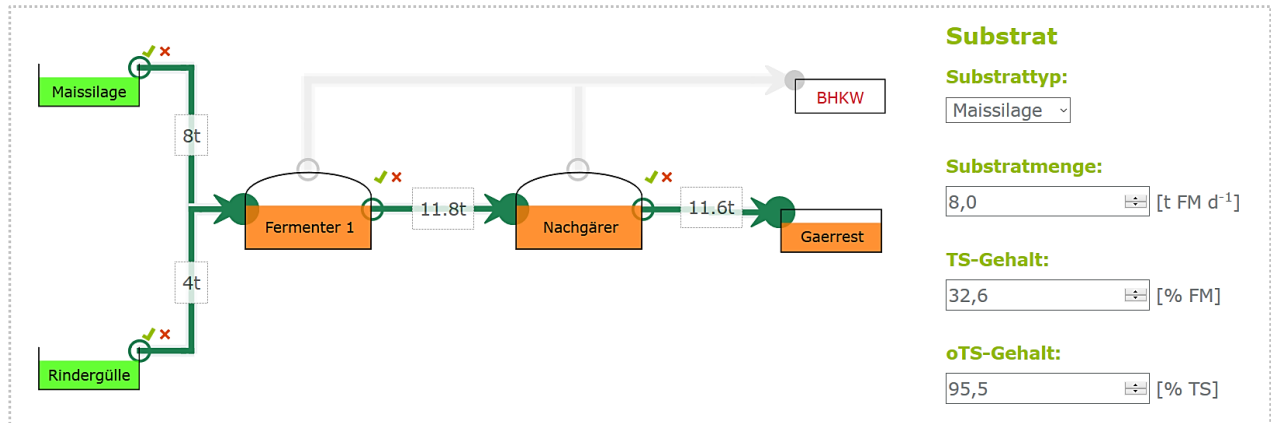 Maissilage
8t
BHKW
Fermenter 1
11.8t
Nachgärer
11.6t
Gaerrest
4t
Rindergülle
Substrat
Substrattyp:
Maissilage
Substratmenge:
8,0 [t FM d⁻¹]
TS-Gehalt:
32,6 [% FM]
oTS-Gehalt:
95,5 [% TS]